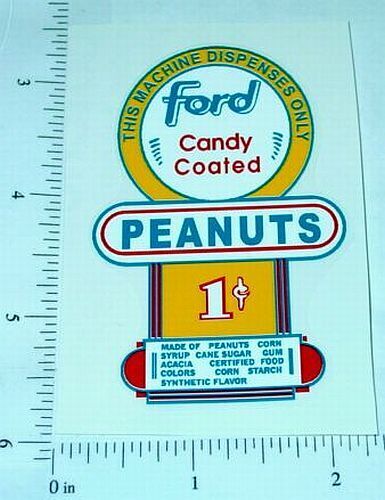 THIS MACHINE DISPENSES ONLY
Ford
Candy
Coated
PEANUTS
1¢
MADE OF PEANUTS CORN
SYRUP CANE SUGAR GUM
ACACIA CERTIFIED FOOD
COLORS CORN STARCH
SYNTHETIC FLAVOR
3
4
5
6
0 in
1
2